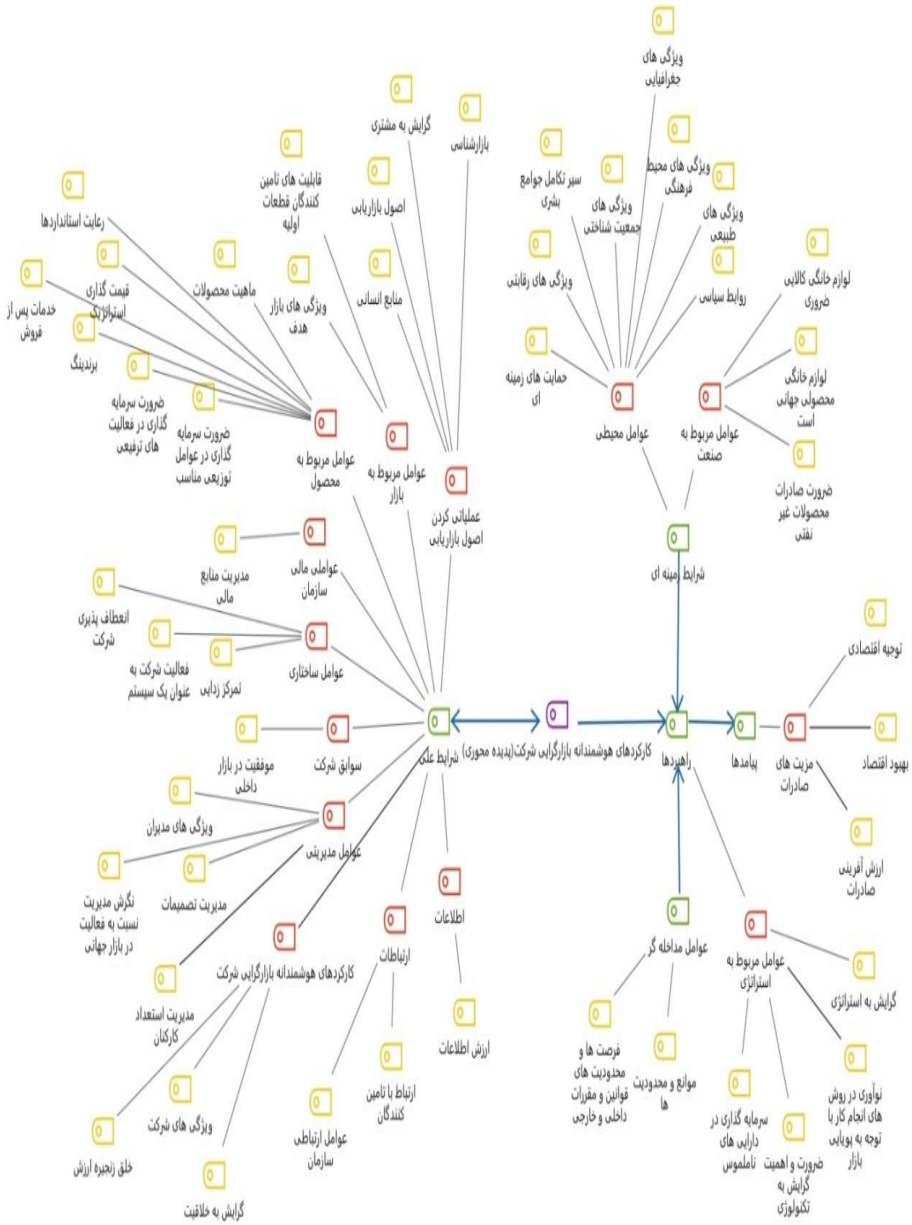 ویژگی های
جغرافیایی
گرایش به مشتری
بازارشناسی
ویژگی های محیط
فرهنگی
سیر تکامل جوامع
بشری
ویژگی های
جمعیت شناختی
ویژگی های
طبیعی
قابلیت های تامین
کنندگان قطعات
اولیه
اصول بازاریابی
رعایت استانداردها
لوازم خانگی کالایی
ضروری
ویژگی های رقابتی
روابط سیاسی
منابع انسانی
ویژگی های بازار
هدف
ماهیت محصولات
قیمت گذاری
استراتژیک
خدمات پس از
فروش
برندینگ
لوازم خانگی
محصولی جهانی
است
حمایت های زمینه
ای
ضرورت سرمایه
گذاری در فعالیت
های ترفیعی
ضرورت سرمایه
گذاری در عوامل
توزیعی مناسب
عوامل مربوط به
صنعت
عوامل محیطی
عوامل مربوط به
بازار
عوامل مربوط به
محصول
ضرورت صادرات
محصولات غیر
نفتی
عملیاتی کردن
اصول بازاریابی
شرایط زمینه ای
عواملی مالی
سازمان
مدیریت منابع
مالی
انعطاف پذیری
شرکت
توجیه اقتصادی
عوامل ساختاری
تمرکز زدایی
فعالیت شرکت به
عنوان یک سیستم
بهبود اقتصاد
مزیت های
صادرات
پیامدها
راهبردها
کارکردهای هوشمندانه بازارگرایی شرکت(پدیده محوری)
شرایط علی
سوابق شرکت
موفقیت در بازار
داخلی
ویژگی های مدیران
عوامل مدیریتی
ارزش آفرینی
صادرات
مدیریت تصمیمات
نگرش مدیریت
نسبت به فعالیت
در بازار جهانی
اطلاعات
عوامل مداخله گر
عوامل مربوط به
استراتژی
ارتباطات
کارکردهای هوشمندانه بازارگرایی شرکت
گرایش به استراتژی
مدیریت استعداد
کارکنان
ارزش اطلاعات
فرصت ها و
محدودیت های
قوانین و مقررات
داخلی و خارجی
موانع و محدودیت
ها
نوآوری در روش
های انجام کار با
توجه به پویایی
بازار
ارتباط با تامین
کنندگان
سرمایه گذاری در
دارایی های
ناملموس
عوامل ارتباطی
سازمان
ویژگی های شرکت
ضرورت و اهمیت
گرایش به
تکنولوژی
خلق زنجیره ارزش
گرایش به خلاقیت